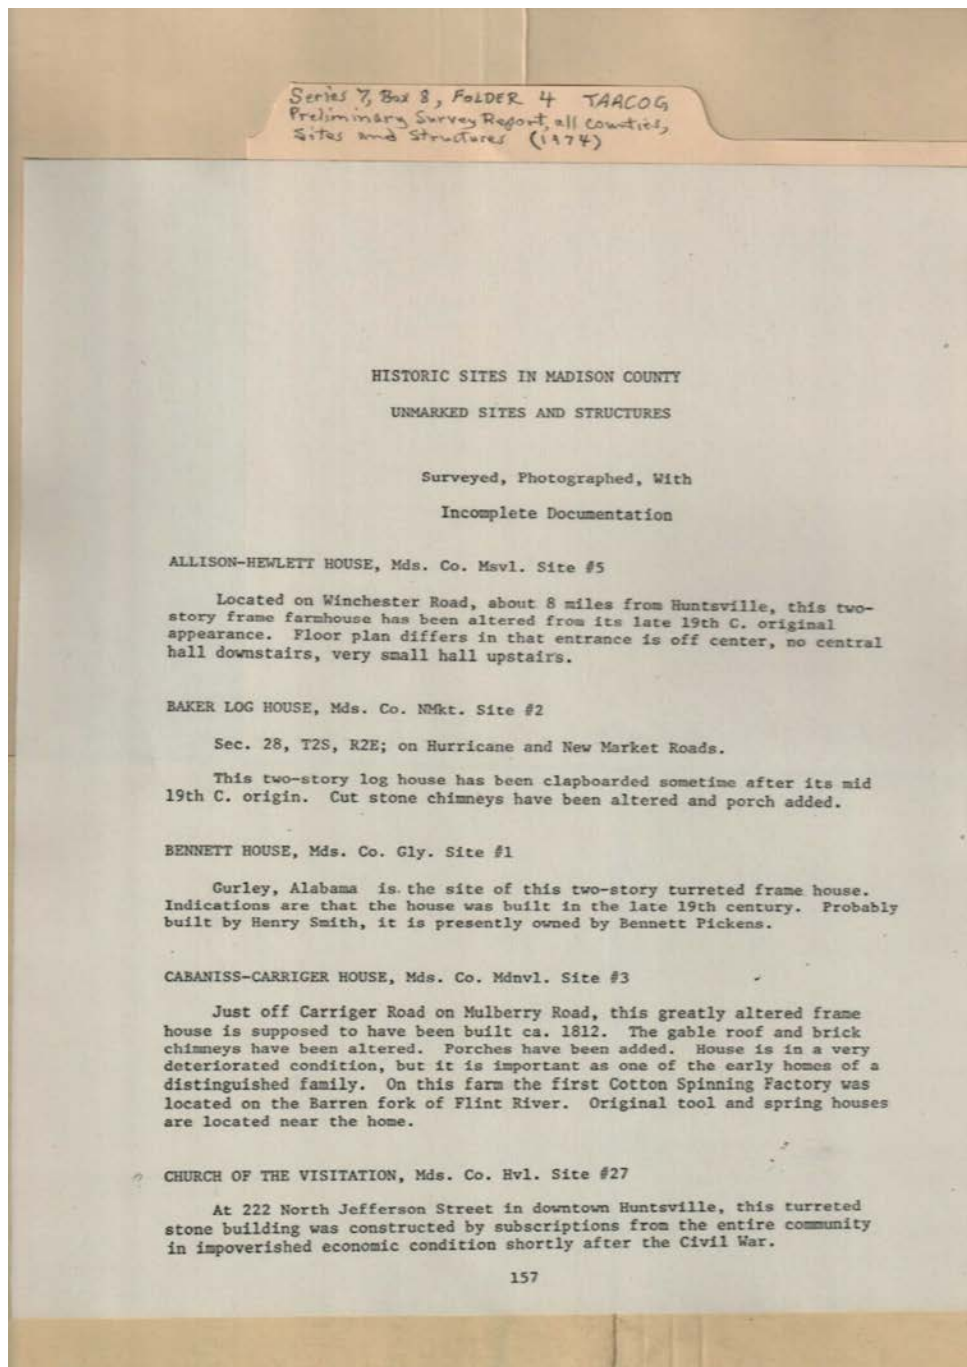 Series 7, Box 8, FOLDER 4 TAACOG
Preliminary Survey Report, all Counties,
Sites and Structures (1974)
HISTORIC SITES IN MADISON COUNTY
UNMARKED SITES AND STRUCTURES
Surveyed, Photographed, With
Incomplete Documentation
ALLISON-HEWLETT HOUSE, Mds. Co. Msvl. Site #5
Located on Winchester Road, about 8 miles from Huntsville, this two-
story frame farmhouse has been altered from its late 19th C. original
appearance. Floor plan differs in that entrance is off center, no central
hall downstairs, very small hall upstairs.
BAKER LOG HOUSE, Mds. Co. NMkt. Site #2
Sec. 28, T2S, R2E; on Hurricane and New Market Roads.
This two-story log house has been clapboarded sometime after its mid
19th C. origin. Cut stone chimneys have been altered and porch added.
BENNETT HOUSE, Mds. Co. Gly. Site #1
Gurley, Alabama is the site of this two-story turreted frame house.
Indications are that the house was built in the late 19th century. Probably
built by Henry Smith, it is presently owned by Bennett Pickens.
CABANISS-CARRIGER HOUSE, Mds. Co. Mdnvl. Site #3
Just off Carriger Road on Mulberry Road, this greatly altered frame
house is supposed to have been built ca. 1812. The gable roof and brick
chimneys have been altered. Porches have been added. House is in a very
deteriorated condition, but it is important as one of the early homes of a
distinguished family. On this farm the first Cotton Spinning Factory was
located on the Barren fork of Flint River. Original tool and spring houses
are located near the home.
CHURCH OF THE VISITATION, Mds. Co. Hvl. Site #27
At 222 North Jefferson Street in downtown Huntsville, this turreted
stone building was constructed by subscriptions from the entire community
in impoverished economic condition shortly after the Civil War.
157